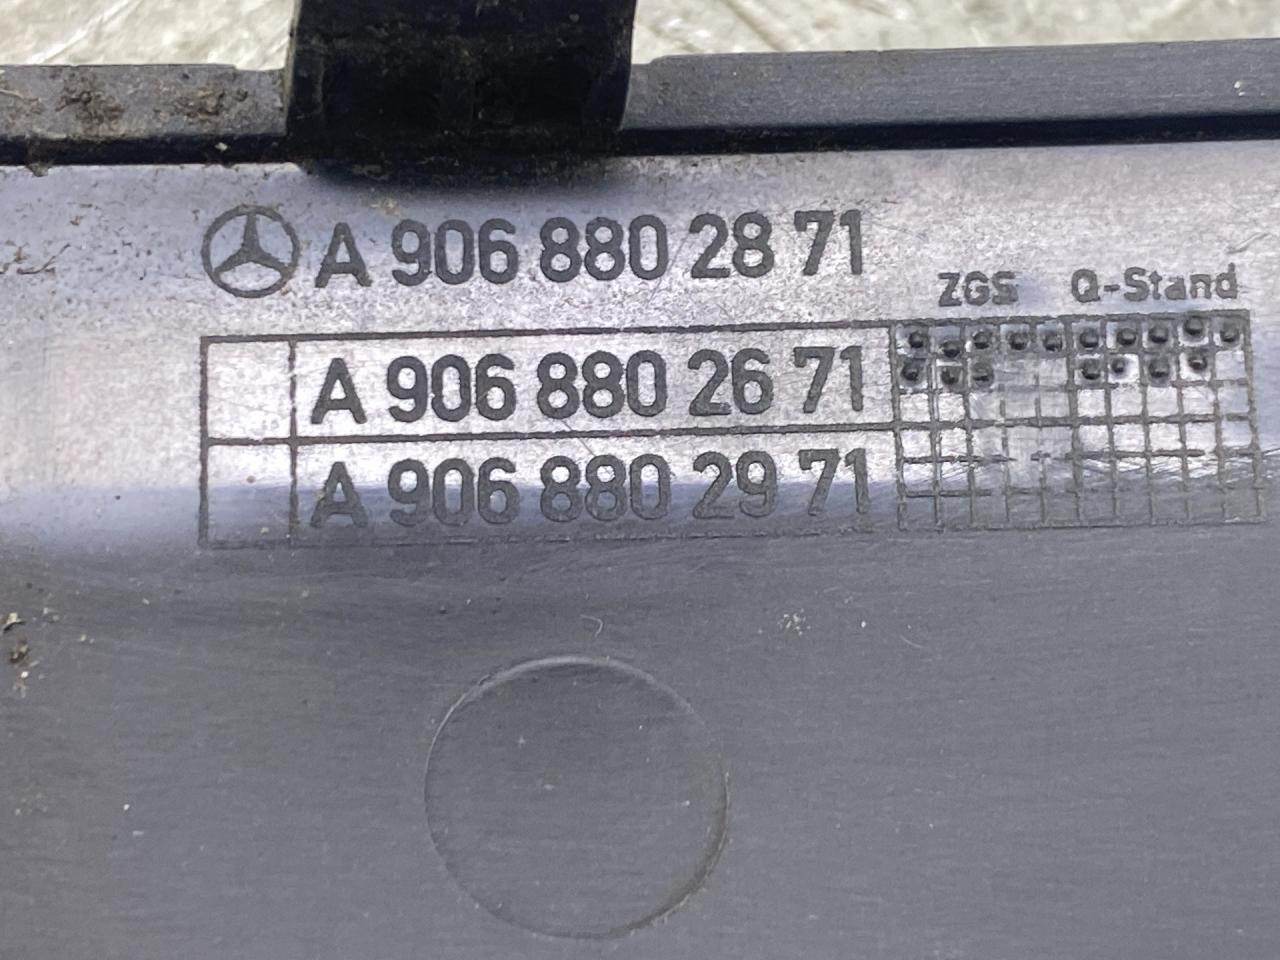 A 906 880 28 71
ZGS Q-Stand
A 906 880 26 71
A 906 880 29 71